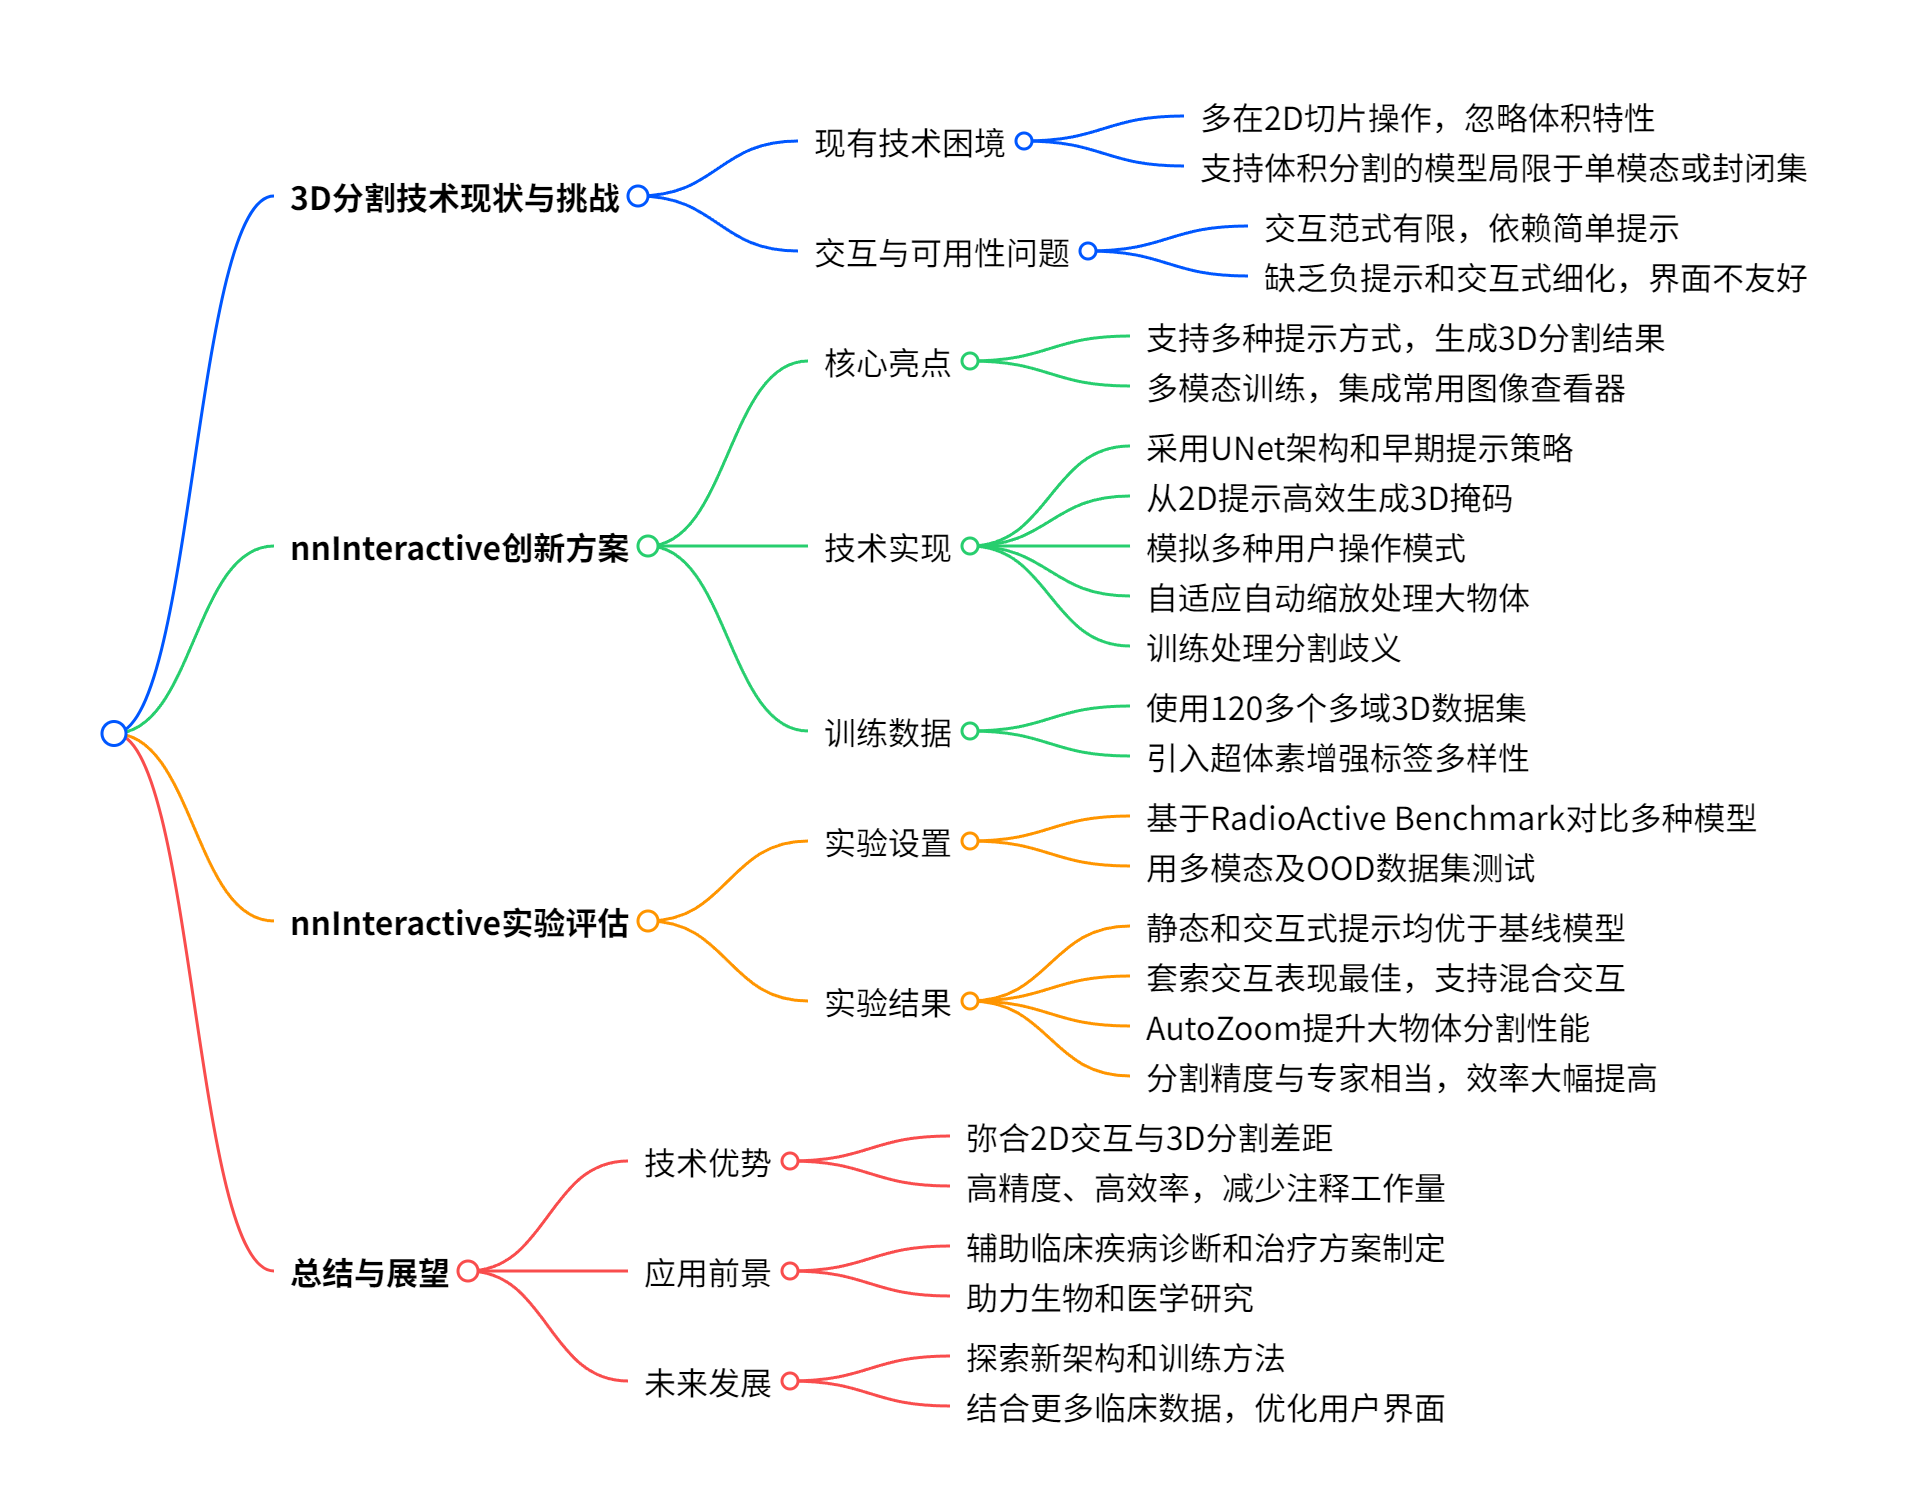 3D分割技术现状与挑战
现有技术困境
多在2D切片操作，忽略体积特性
支持体积分割的模型局限于单模态或封闭集
交互与可用性问题
交互范式有限，依赖简单提示
缺乏负提示和交互式细化，界面不友好
nnInteractive创新方案
核心亮点
支持多种提示方式，生成3D分割结果
多模态训练，集成常用图像查看器
技术实现
采用UNet架构和早期提示策略
从2D提示高效生成3D掩码
模拟多种用户操作模式
自适应自动缩放处理大物体
训练处理分割歧义
训练数据
使用120多个多域3D数据集
引入超体素增强标签多样性
nnInteractive实验评估
实验设置
基于RadioActive Benchmark对比多种模型
用多模态及OOD数据集测试
实验结果
静态和交互式提示均优于基线模型
套索交互表现最佳，支持混合交互
AutoZoom提升大物体分割性能
分割精度与专家相当，效率大幅提高
总结与展望
技术优势
弥合2D交互与3D分割差距
高精度、高效率，减少注释工作量
应用前景
辅助临床疾病诊断和治疗方案制定
助力生物和医学研究
未来发展
探索新架构和训练方法
结合更多临床数据，优化用户界面